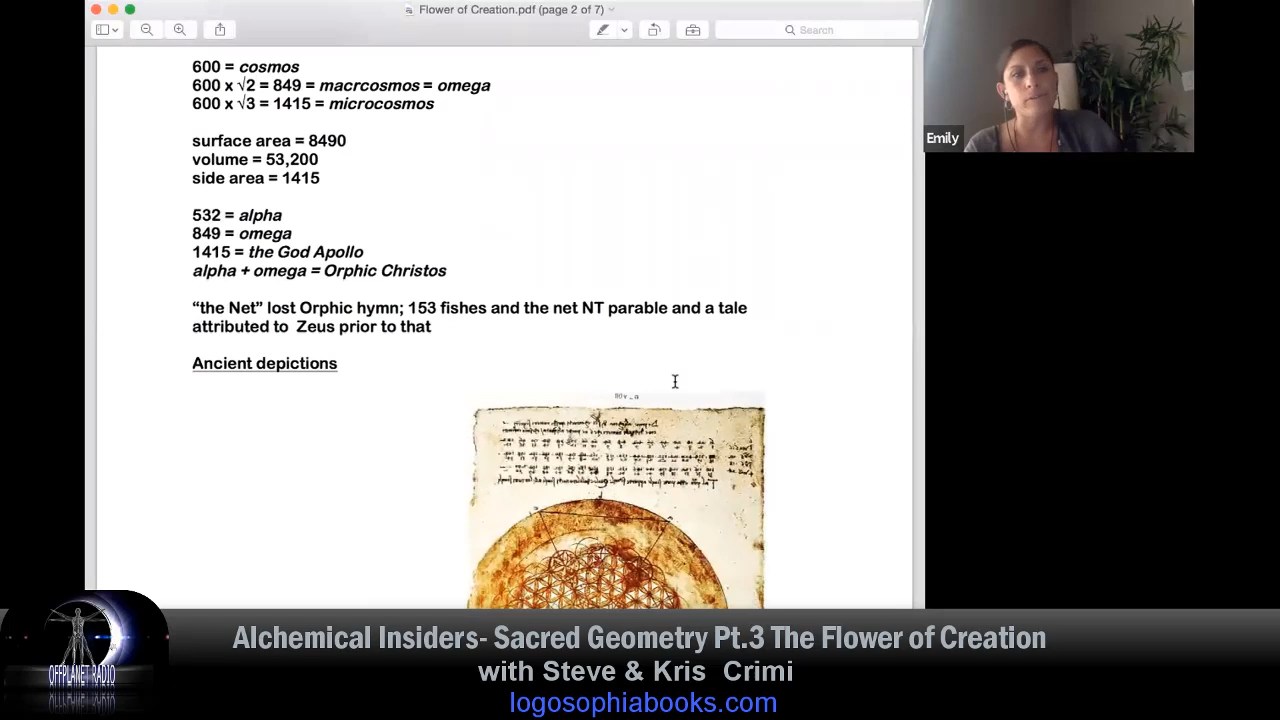 Flower of Creation.pdf (page 2 of 7)
Search
600 = cosmos
600 x √2 = 849 = macrcosmos = omega
600 x √3 = 1415 = microcosmos
surface area = 8490
volume = 53,200
side area = 1415
532 = alpha
849 = omega
1415 = the God Apollo
alpha + omega = Orphic Christos
“the Net” lost Orphic hymn; 153 fishes and the net NT parable and a tale
attributed to Zeus prior to that
Ancient depictions
Emily
OFFPLANET RADIO
Alchemical Insiders- Sacred Geometry Pt.3 The Flower of Creation
with Steve & Kris Crimi
logosophiabooks.com